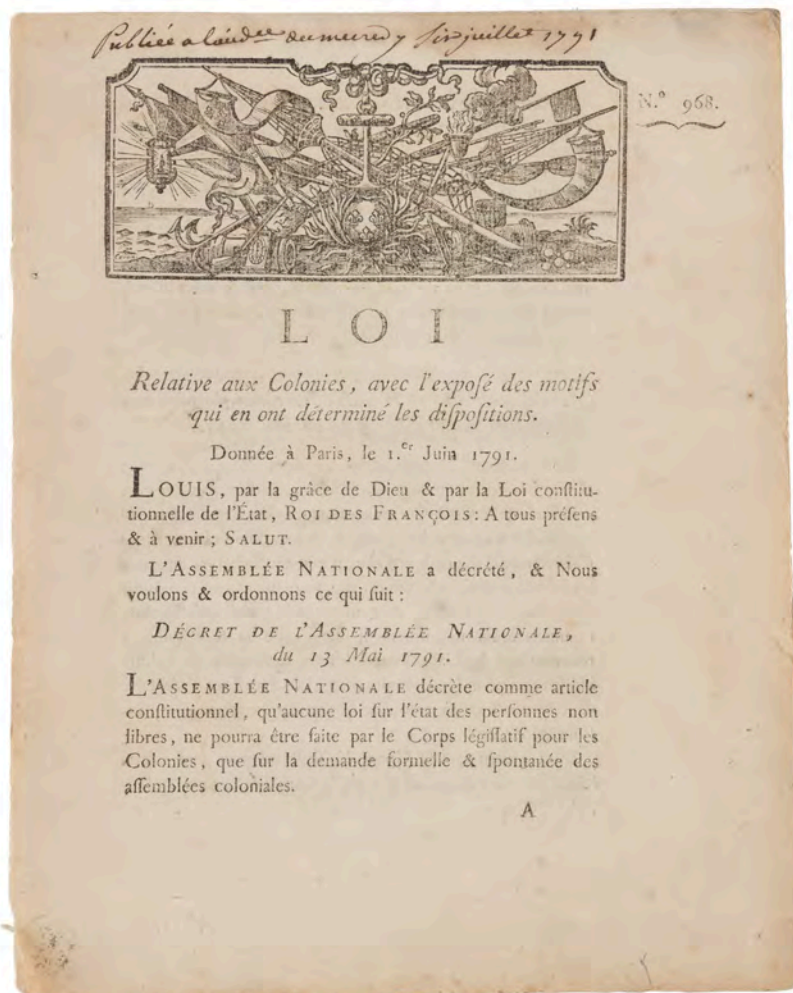 Publiée a l'aud.ce du mercredy six juillet 1791
N.º 968.
LOI
Relative aux Colonies, avec l'expoſé des motifs
qui en ont déterminé les diſpoſitions.
Donnée à Paris, le 1.er Juin 1791.
LOUIS, par la grâce de Dieu & par la Loi conſtitu-
tionnelle de l'État, ROI DES FRANÇOIS: A tous préſens
& à venir; SALUT.
L'ASSEMBLÉE NATIONALE a décrété, & Nous
voulons & ordonnons ce qui ſuit:
DÉCRET DE L'ASSEMBLÉE NATIONALE,
du 13 Mai 1791.
L'ASSEMBLÉE NATIONALE décrète comme article
conſtitutionnel, qu'aucune loi ſur l'état des perſonnes non
libres, ne pourra être faite par le Corps légiſlatif pour les
Colonies, que ſur la demande formelle & ſpontanée des
aſſemblées coloniales.
A